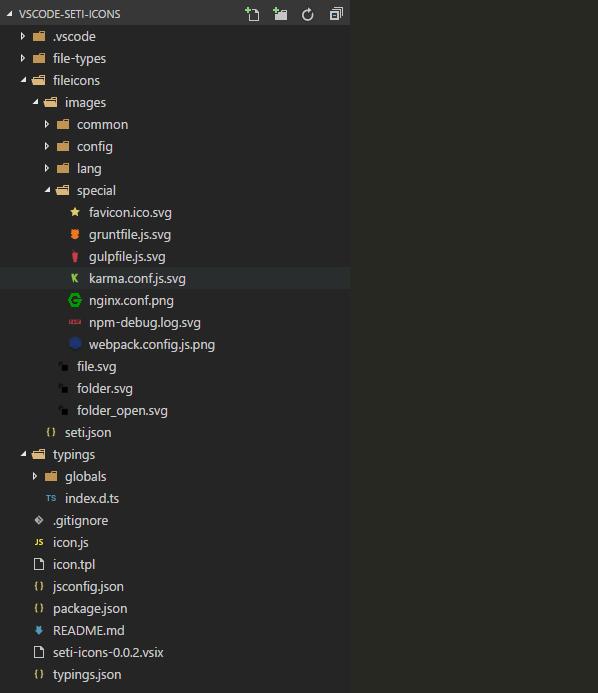 VSCODE-SETI-ICONS
.vscode
file-types
fileicons
images
common
config
lang
special
favicon.ico.svg
gruntfile.js.svg
gulpfile.js.svg
K karma.conf.js.svg
nginx.conf.png
npm-debug.log.svg
webpack.config.js.png
file.svg
folder.svg
folder_open.svg
{} seti.json
typings
globals
TS index.d.ts
.gitignore
JS icon.js
icon.tpl
{} jsconfig.json
{} package.json
README.md
seti-icons-0.0.2.vsix
{} typings.json